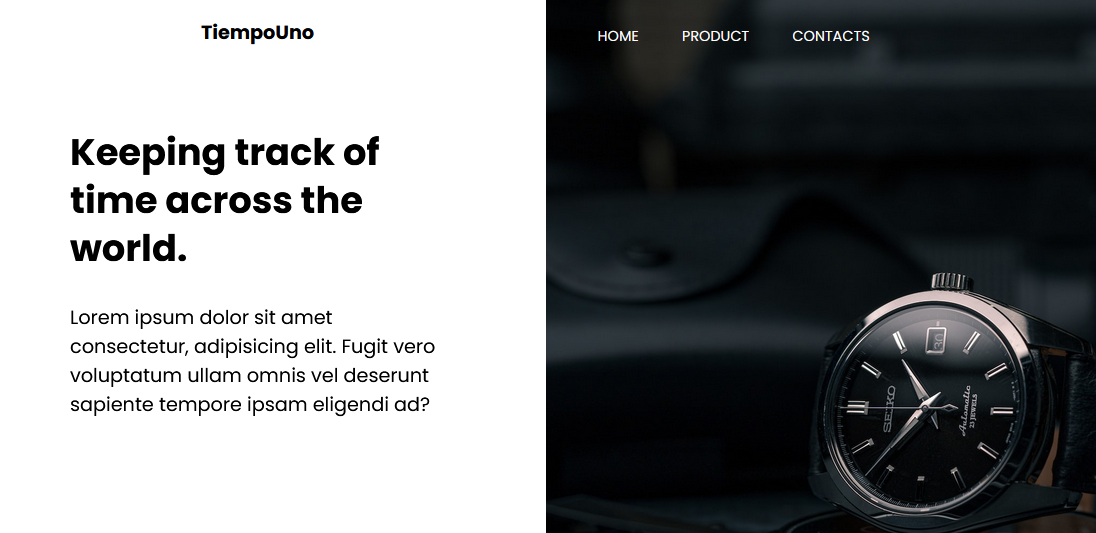 TiempoUno
HOME PRODUCT CONTACTS
Keeping track of
time across the
world.
Lorem ipsum dolor sit amet
consectetur, adipisicing elit. Fugit vero
voluptatum ullam omnis vel deserunt
sapiente tempore ipsam eligendi ad?
30
SEIKO
Automatic
23 JEWELS